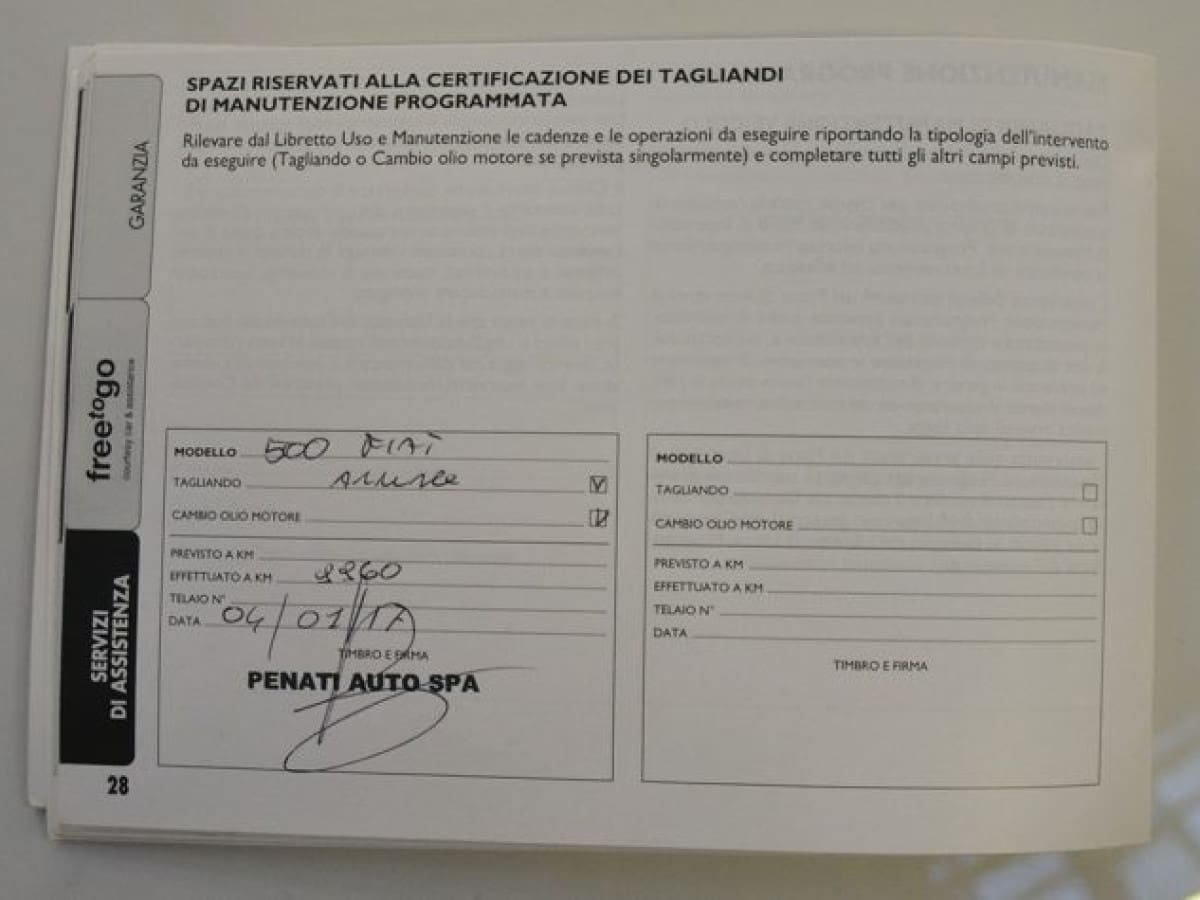 SPAZI RISERVATI ALLA CERTIFICAZIONE DEI TAGLIANDI
DI MANUTENZIONE PROGRAMMATA
Rilevare dal Libretto Uso e Manutenzione le cadenze e le operazioni da eseguire riportando la tipologia dell'intervento
da eseguire (Tagliando o Cambio olio motore se prevista singolarmente) e completare tutti gli altri campi previsti.
GARANZIA
freetogo
courtesy car & assistance
SERVIZI
DI ASSISTENZA
28
MODELLO 500 FIAT
TAGLIANDO
CAMBIO OLIO MOTORE
PREVISTO A KM
EFFETTUATO A KM
TELAIO N°
DATA 04/01/17
TIMBRO E FIRMA
PENATI AUTO SPA
MODELLO
TAGLIANDO
CAMBIO OLIO MOTORE
PREVISTO A KM
EFFETTUATO A KM
TELAIO N°
DATA
TIMBRO E FIRMA